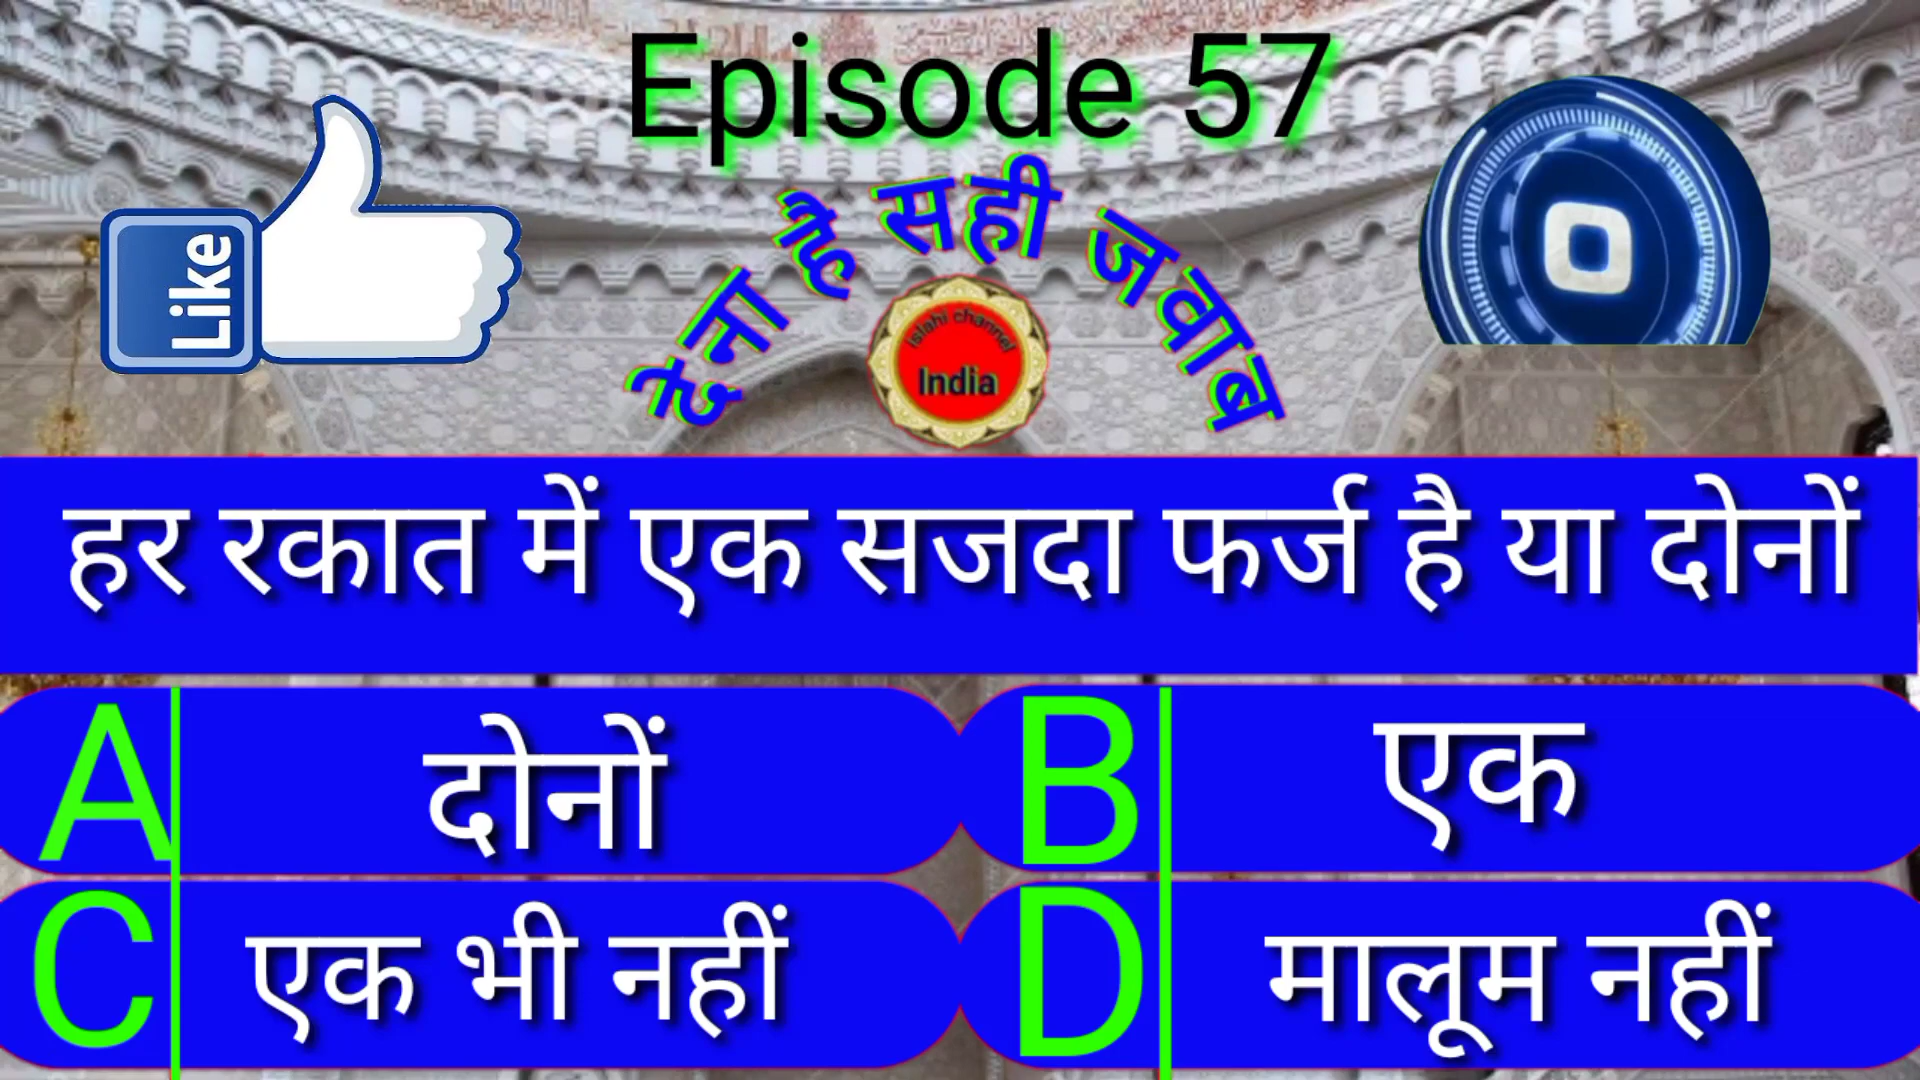 Episode 57
देना है सही जवाब
Like
islahi channel
India
हर रकात में एक सजदा फर्ज है या दोनों
A दोनों
B एक
C एक भी नहीं
D मालूम नहीं